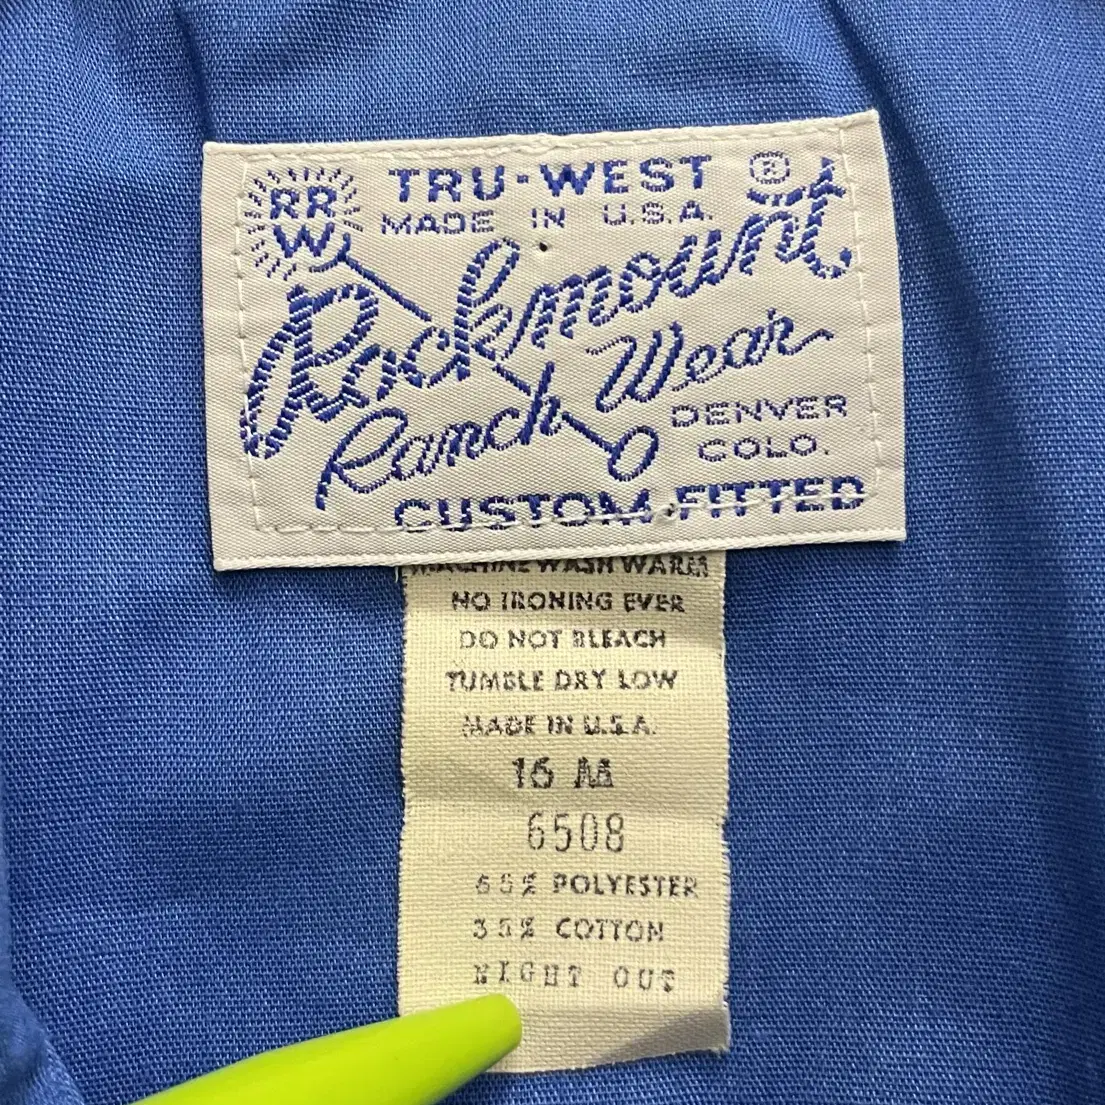 RR
W
TRU-WEST ®
MADE IN U.S.A.
Rockmount
Ranch Wear
DENVER
COLO.
CUSTOM-FITTED
MACHINE WASH WARM
NO IRONING EVER
DO NOT BLEACH
TUMBLE DRY LOW
MADE IN U.S.A.
16 M
6508
65% POLYESTER
35% COTTON
NIGHT OUT